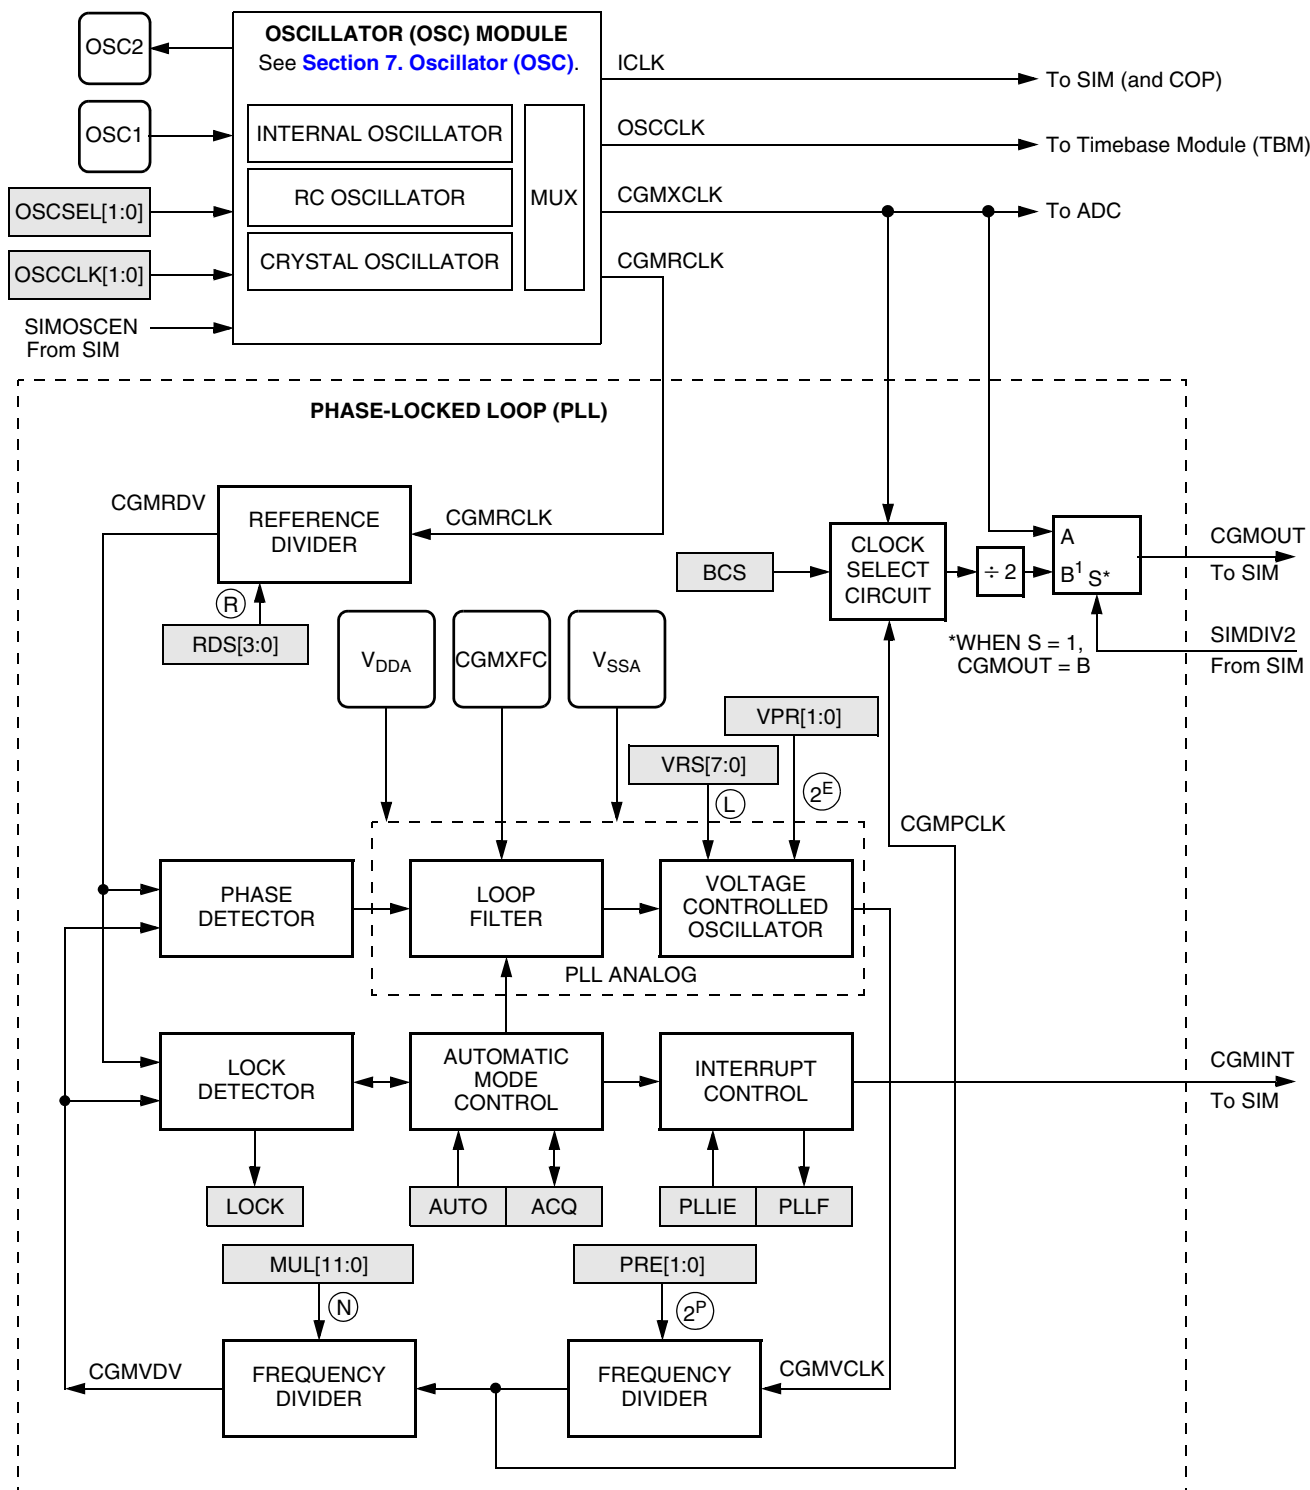 OSC2
OSCILLATOR (OSC) MODULE
See Section 7. Oscillator (OSC).
ICLK
To SIM (and COP)
OSC1
INTERNAL OSCILLATOR
OSCCLK
To Timebase Module (TBM)
OSCSEL[1:0]
RC OSCILLATOR
MUX
CGMXCLK
To ADC
OSCCLK[1:0]
CRYSTAL OSCILLATOR
CGMRCLK
SIMOSCEN
From SIM
PHASE-LOCKED LOOP (PLL)
CGMRDV
REFERENCE
DIVIDER
CGMRCLK
R
RDS[3:0]
BCS
CLOCK
SELECT
CIRCUIT
÷ 2
A
B1 S*
CGMOUT
To SIM
*WHEN S = 1,
CGMOUT = B
SIMDIV2
From SIM
VDDA
CGMXFC
VSSA
VPR[1:0]
VRS[7:0]
L
2E
CGMPCLK
PHASE
DETECTOR
LOOP
FILTER
VOLTAGE
CONTROLLED
OSCILLATOR
PLL ANALOG
LOCK
DETECTOR
AUTOMATIC
MODE
CONTROL
INTERRUPT
CONTROL
CGMINT
To SIM
LOCK
AUTO
ACQ
PLLIE
PLLF
MUL[11:0]
PRE[1:0]
N
2P
CGMVDV
FREQUENCY
DIVIDER
FREQUENCY
DIVIDER
CGMVCLK